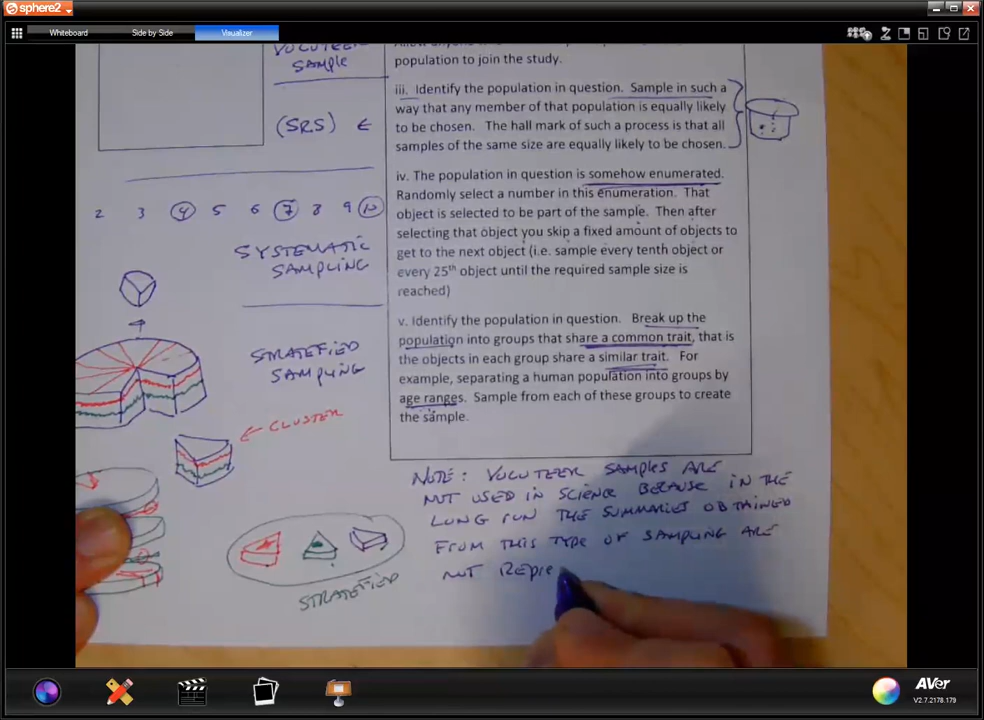 sphere2
Whiteboard
Side by Side
Visualizer
VOLUTEER
SAMPLE
(SRS) ←
2 3 4 5 6 7 8 9 10
SYSTEMATIC
SAMPLING
STRATEFIED
SAMPLING
← CLUSTER
STRATEFIED
population to join the study.
iii. Identify the population in question. Sample in such a
way that any member of that population is equally likely
to be chosen. The hall mark of such a process is that all
samples of the same size are equally likely to be chosen.
iv. The population in question is somehow enumerated.
Randomly select a number in this enumeration. That
object is selected to be part of the sample. Then after
selecting that object you skip a fixed amount of objects to
get to the next object (i.e. sample every tenth object or
every 25th object until the required sample size is
reached)
v. Identify the population in question. Break up the
population into groups that share a common trait, that is
the objects in each group share a similar trait. For
example, separating a human population into groups by
age ranges. Sample from each of these groups to create
the sample.
NOTE: VOLUTEER SAMPLES ARE
NOT USED IN SCIENCE BECAUSE IN THE
LONG RUN THE SUMMARIES OBTAINED
FROM THIS TYPE OF SAMPLING ARE
NOT REPRE
AVer
V2.7.2178.179